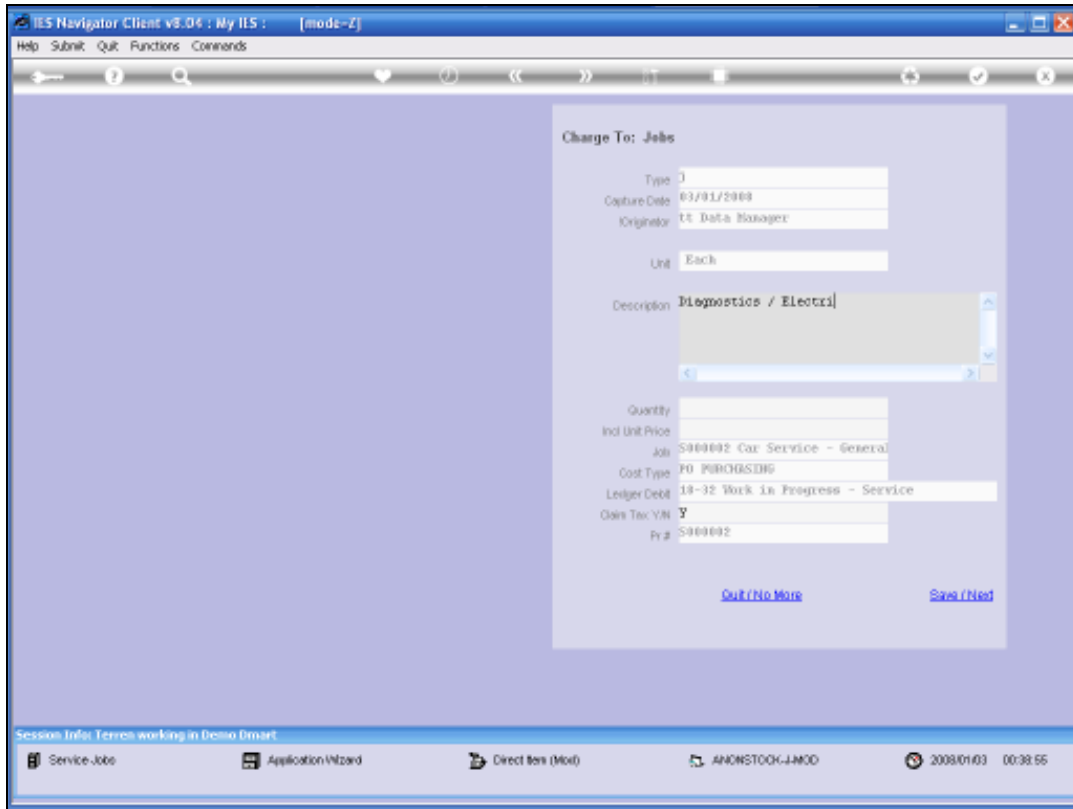 IES Navigator Client v8.04 : My IES : [mode=Z]
Help Submit Quit Functions Commands
Charge To: Jobs
Type J
Capture Date 03/01/2008
!Originator tt Data Manager
Unit Each
Description Diagnostics / Electri
Quantity
Incl Unit Price
Job S000002 Car Service - General
Cost Type PO PURCHASING
Ledger Debit 18-32 Work in Progress - Service
Claim Tax Y/N Y
Pr # S000002
Quit / No More Save / Next
Session Info: Terren working in Demo Dmart
Service Jobs Application Wizard Direct Item (Mod) ANONSTOCK-J-MOD 2008/01/03 00:38:55